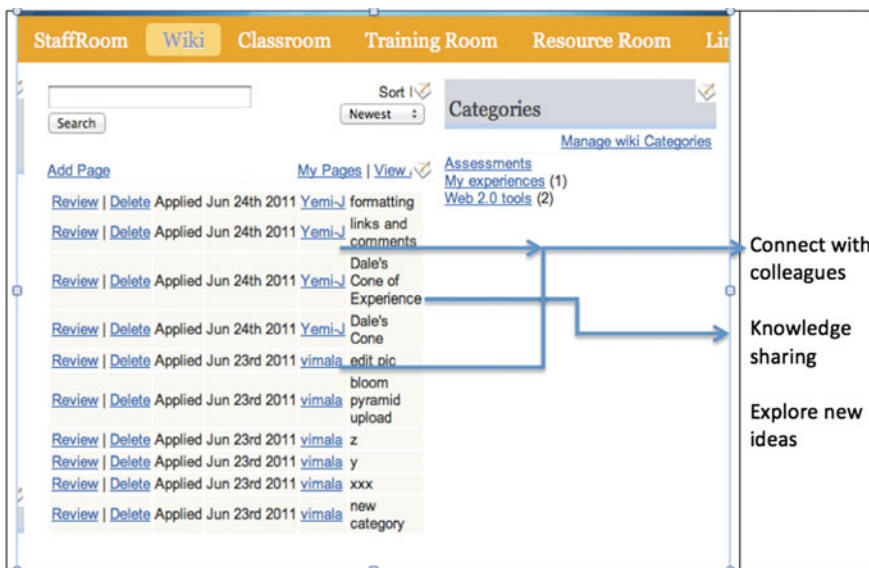 StaffRoom Wiki Classroom Training Room Resource Room
Sort
Newest
Search
Categories
Manage wiki Categories
Add Page
My Pages | View
Assessments
My experiences (1)
Web 2.0 tools (2)
Review | Delete Applied Jun 24th 2011 Yemi-J formatting
Review | Delete Applied Jun 24th 2011 Yemi-J links and
comments
Review | Delete Applied Jun 24th 2011 Yemi-J Dale's
Cone of
Experience
Review | Delete Applied Jun 24th 2011 Yemi-J Dale's
Cone
Review | Delete Applied Jun 23rd 2011 vimala edit pic
Review | Delete Applied Jun 23rd 2011 vimala bloom
pyramid
upload
Review | Delete Applied Jun 23rd 2011 vimala z
Review | Delete Applied Jun 23rd 2011 vimala y
Review | Delete Applied Jun 23rd 2011 vimala xxx
Review | Delete Applied Jun 23rd 2011 vimala new
category
Connect with
colleagues
Knowledge
sharing
Explore new
ideas